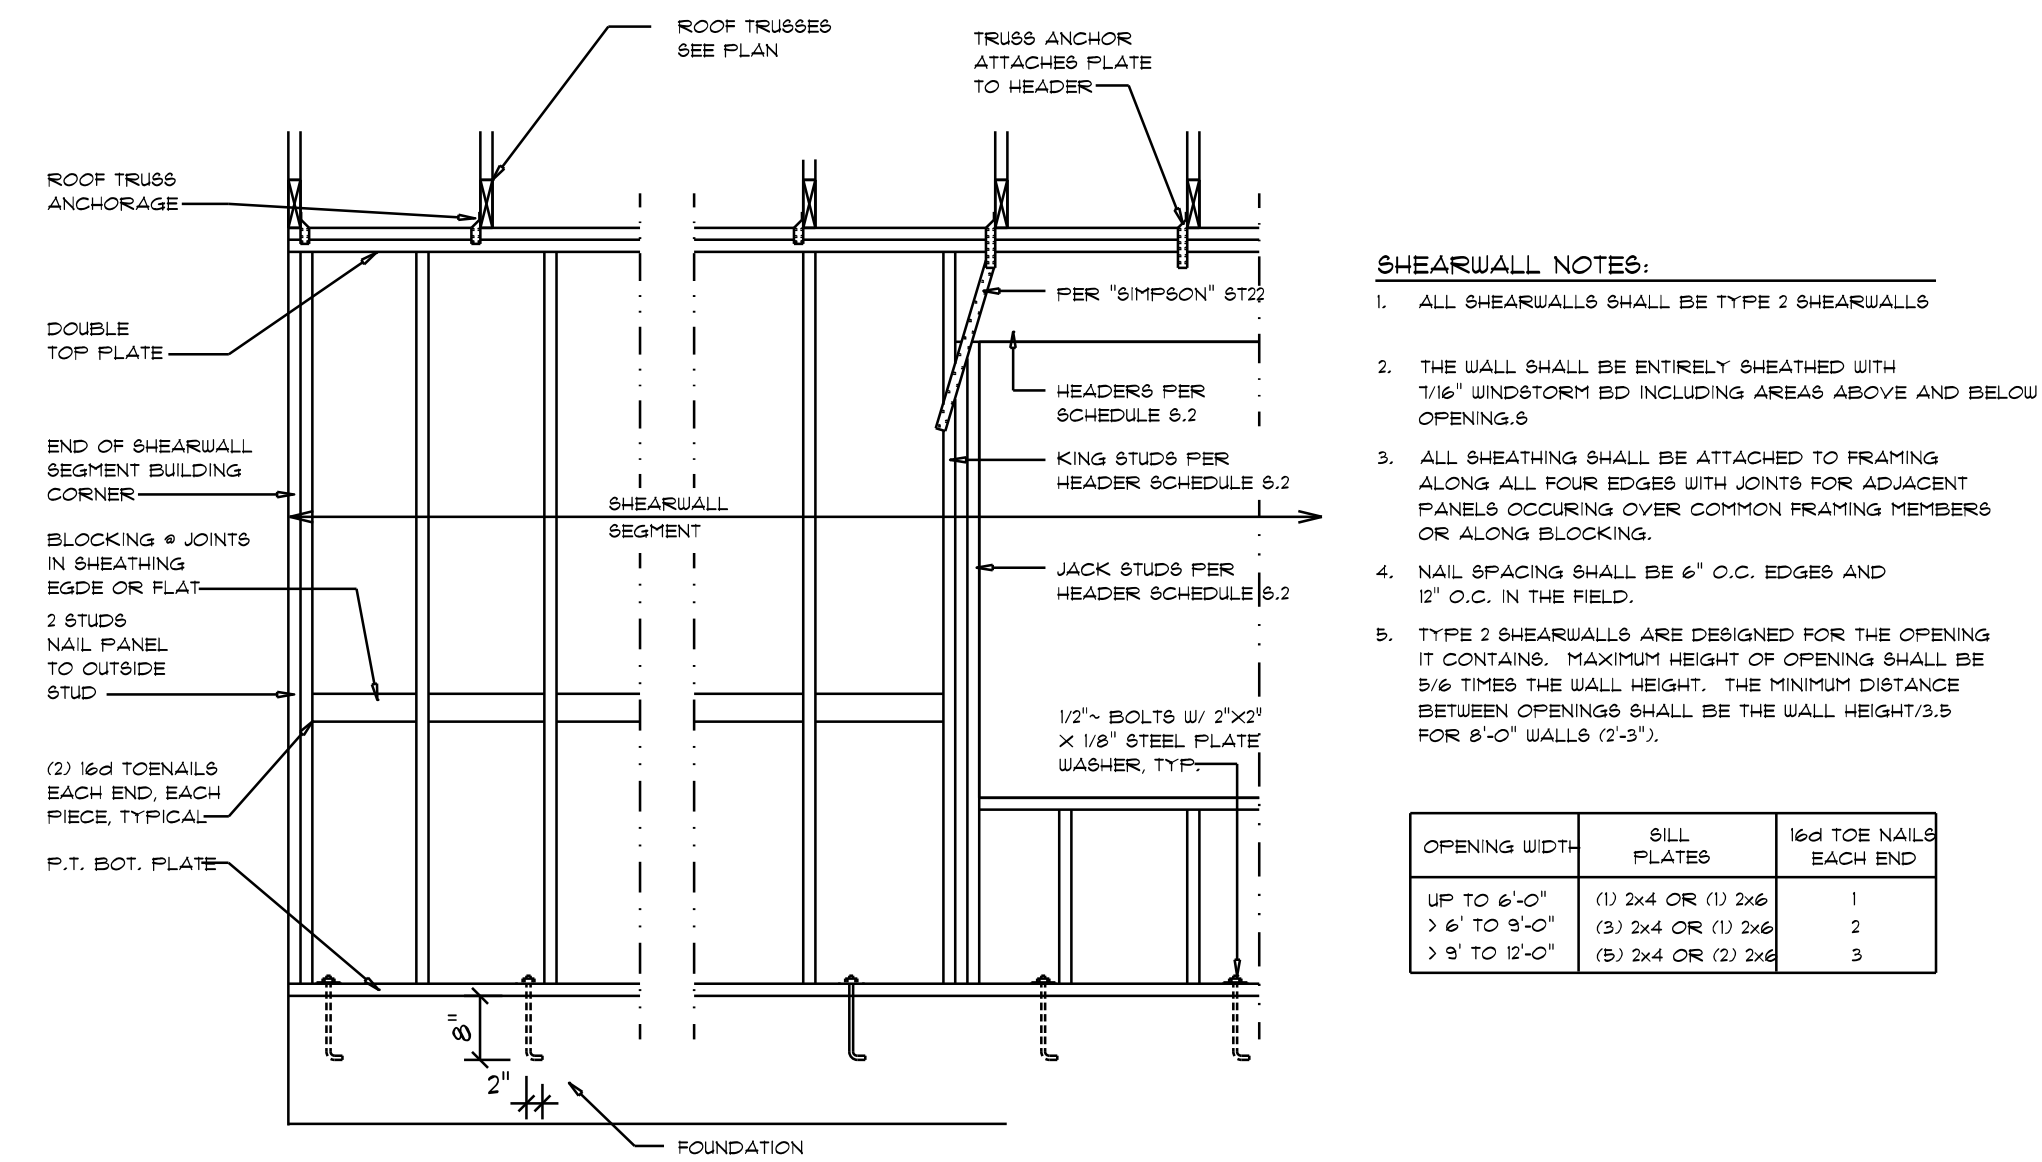 ROOF TRUSSES
SEE PLAN
TRUSS ANCHOR
ATTACHES PLATE
TO HEADER
ROOF TRUSS
ANCHORAGE
DOUBLE
TOP PLATE
END OF SHEARWALL
SEGMENT BUILDING
CORNER
BLOCKING @ JOINTS
IN SHEATHING
EGDE OR FLAT
2 STUDS
NAIL PANEL
TO OUTSIDE
STUD
(2) 16d TOENAILS
EACH END, EACH
PIECE, TYPICAL
P.T. BOT. PLATE
SHEARWALL
SEGMENT
PER "SIMPSON" ST22
HEADERS PER
SCHEDULE S.2
KING STUDS PER
HEADER SCHEDULE S.2
JACK STUDS PER
HEADER SCHEDULE S.2
1/2"~ BOLTS W/ 2"X2"
X 1/8" STEEL PLATE
WASHER, TYP.
8"
2"
FOUNDATION
SHEARWALL NOTES:
1. ALL SHEARWALLS SHALL BE TYPE 2 SHEARWALLS
2. THE WALL SHALL BE ENTIRELY SHEATHED WITH
7/16" WINDSTORM BD INCLUDING AREAS ABOVE AND BELOW
OPENING.S
3. ALL SHEATHING SHALL BE ATTACHED TO FRAMING
ALONG ALL FOUR EDGES WITH JOINTS FOR ADJACENT
PANELS OCCURING OVER COMMON FRAMING MEMBERS
OR ALONG BLOCKING.
4. NAIL SPACING SHALL BE 6" O.C. EDGES AND
12" O.C. IN THE FIELD.
5. TYPE 2 SHEARWALLS ARE DESIGNED FOR THE OPENING
IT CONTAINS. MAXIMUM HEIGHT OF OPENING SHALL BE
5/6 TIMES THE WALL HEIGHT. THE MINIMUM DISTANCE
BETWEEN OPENINGS SHALL BE THE WALL HEIGHT/3.5
FOR 8'-0" WALLS (2'-3").
OPENING WIDTH
SILL
PLATES
16d TOE NAILS
EACH END
UP TO 6'-0" (1) 2x4 OR (1) 2x6 1
> 6' TO 9'-0" (3) 2x4 OR (1) 2x6 2
> 9' TO 12'-0" (5) 2x4 OR (2) 2x6 3